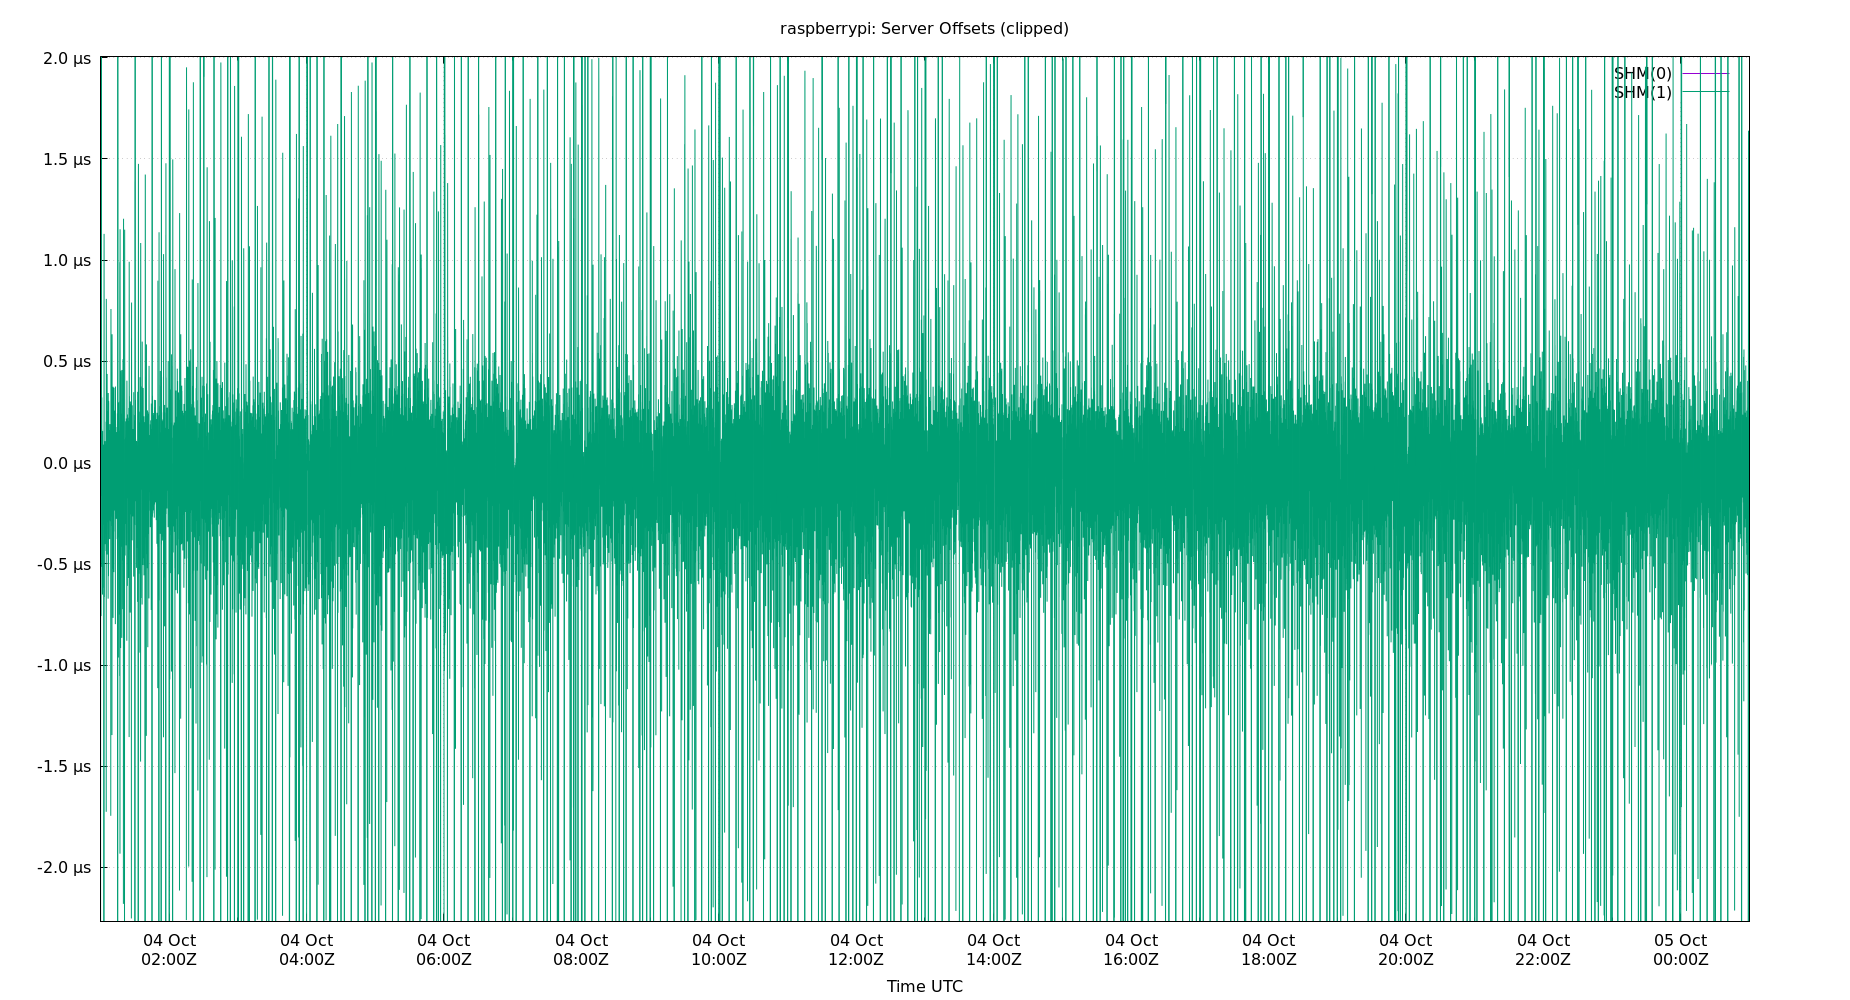 raspberrypi: Server Offsets (clipped)
2.0 µs
SHM(0)
SHM(1)
1.5 µs
1.0 µs
0.5 µs
0.0 µs
-0.5 µs
-1.0 µs
-1.5 µs
-2.0 µs
04 Oct 04 Oct 04 Oct 04 Oct 04 Oct 04 Oct 04 Oct 04 Oct 04 Oct 04 Oct 04 Oct 05 Oct
02:00Z 04:00Z 06:00Z 08:00Z 10:00Z 12:00Z 14:00Z 16:00Z 18:00Z 20:00Z 22:00Z 00:00Z
Time UTC